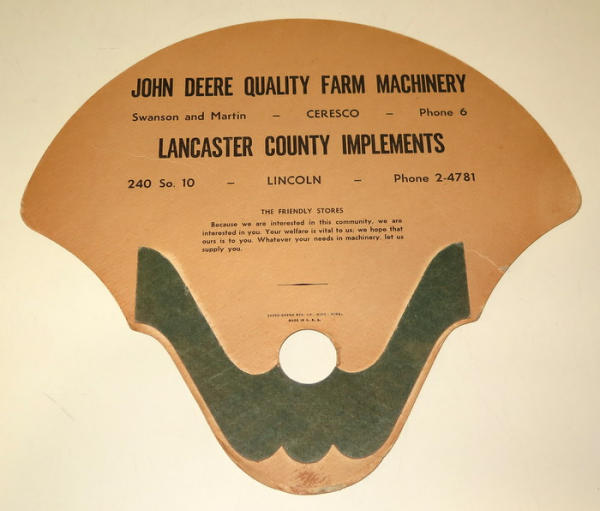 JOHN DEERE QUALITY FARM MACHINERY
Swanson and Martin – CERESCO – Phone 6
LANCASTER COUNTY IMPLEMENTS
240 So. 10 – LINCOLN – Phone 2-4781
THE FRIENDLY STORES
Because we are interested in this community, we are
interested in you. Your welfare is vital to us; we hope that
ours is to you. Whatever your needs in machinery, let us
supply you.
MADE IN U. S. A.